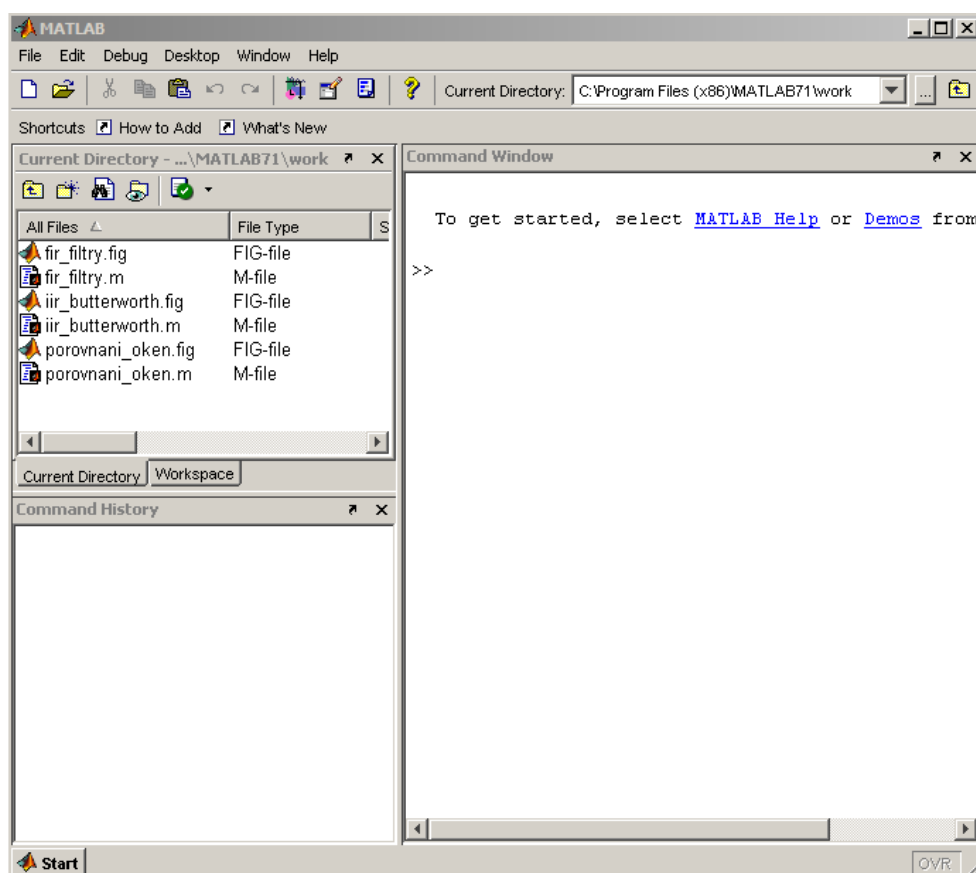 MATLAB
File Edit Debug Desktop Window Help
Current Directory: C:\Program Files (x86)\MATLAB71\work ...
Shortcuts How to Add What's New
Current Directory - ...\MATLAB71\work
All Files File Type S
fir_filtry.fig FIG-file
fir_filtry.m M-file
iir_butterworth.fig FIG-file
iir_butterworth.m M-file
porovnani_oken.fig FIG-file
porovnani_oken.m M-file
Current Directory Workspace
Command History
Command Window
To get started, select MATLAB Help or Demos from
>>
Start
OVR